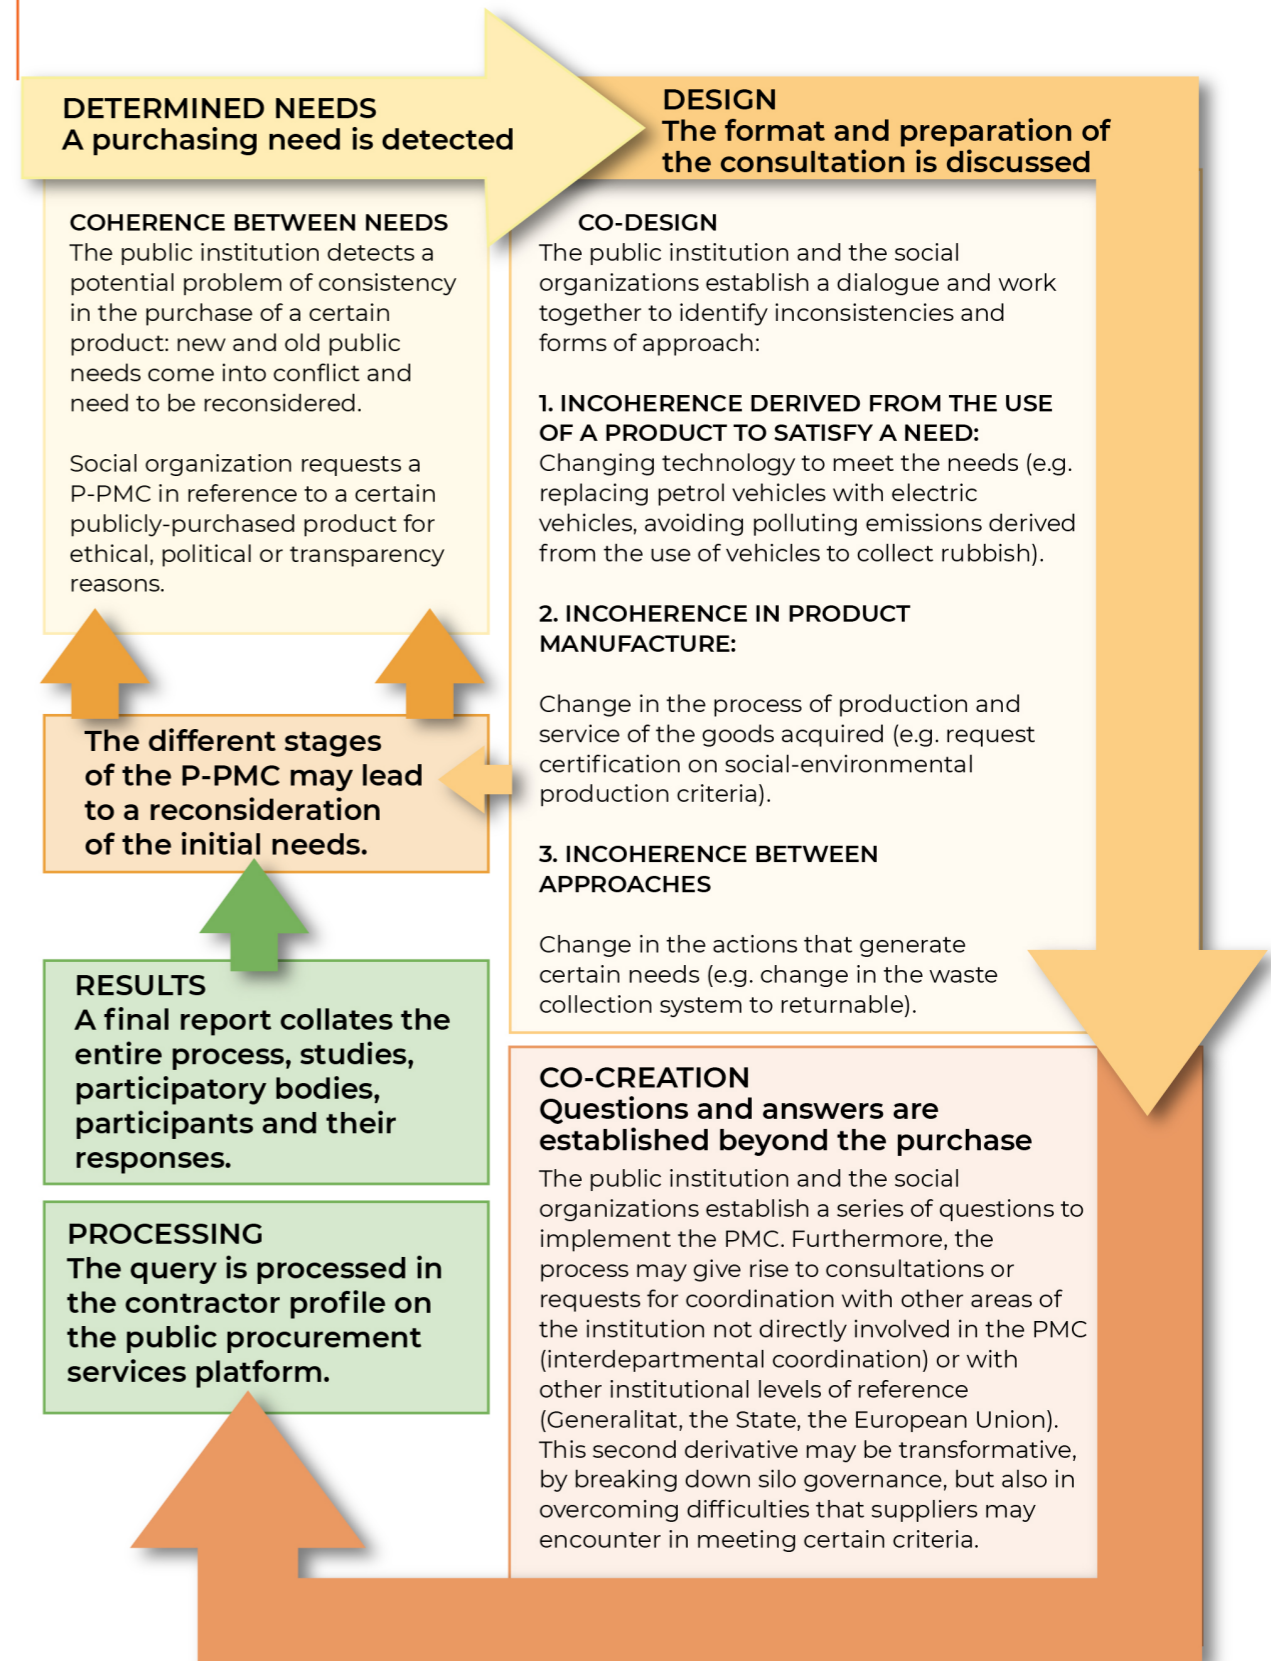 DETERMINED NEEDS
A purchasing need is detected
DESIGN
The format and preparation of
the consultation is discussed
COHERENCE BETWEEN NEEDS
The public institution detects a
potential problem of consistency
in the purchase of a certain
product: new and old public
needs come into conflict and
need to be reconsidered.
Social organization requests a
P-PMC in reference to a certain
publicly-purchased product for
ethical, political or transparency
reasons.
CO-DESIGN
The public institution and the social
organizations establish a dialogue and work
together to identify inconsistencies and
forms of approach:
1. INCOHERENCE DERIVED FROM THE USE
OF A PRODUCT TO SATISFY A NEED:
Changing technology to meet the needs (e.g.
replacing petrol vehicles with electric
vehicles, avoiding polluting emissions derived
from the use of vehicles to collect rubbish).
2. INCOHERENCE IN PRODUCT
MANUFACTURE:
Change in the process of production and
service of the goods acquired (e.g. request
certification on social-environmental
production criteria).
3. INCOHERENCE BETWEEN
APPROACHES
Change in the actions that generate
certain needs (e.g. change in the waste
collection system to returnable).
CO-CREATION
Questions and answers are
established beyond the purchase
The public institution and the social
organizations establish a series of questions to
implement the PMC. Furthermore, the
process may give rise to consultations or
requests for coordination with other areas of
the institution not directly involved in the PMC
(interdepartmental coordination) or with
other institutional levels of reference
(Generalitat, the State, the European Union).
This second derivative may be transformative,
by breaking down silo governance, but also in
overcoming difficulties that suppliers may
encounter in meeting certain criteria.
PROCESSING
The query is processed in
the contractor profile on
the public procurement
services platform.
RESULTS
A final report collates the
entire process, studies,
participatory bodies,
participants and their
responses.
The different stages
of the P-PMC may lead
to a reconsideration
of the initial needs.